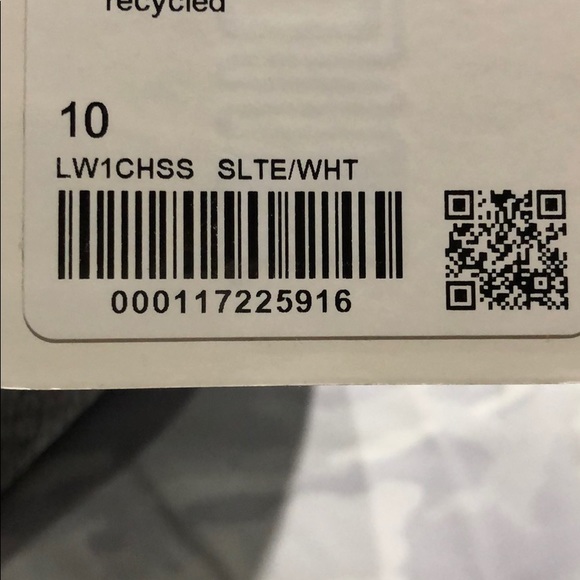 recycled
10
LW1CHSS SLTE/WHT
000117225916